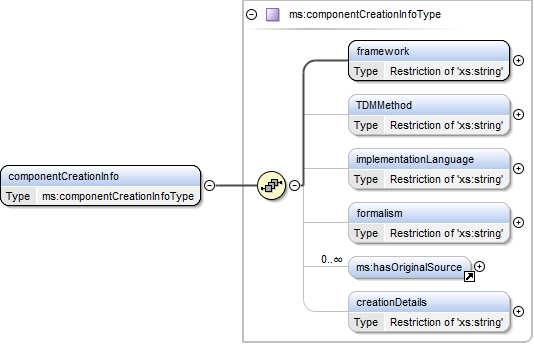 ms:componentCreationInfoType
framework
Type Restriction of 'xs:string'
TDMMethod
Type Restriction of 'xs:string'
implementationLanguage
Type Restriction of 'xs:string'
componentCreationInfo
Type ms:componentCreationInfoType
formalism
Type Restriction of 'xs:string'
0..∞
ms:hasOriginalSource
creationDetails
Type Restriction of 'xs:string'